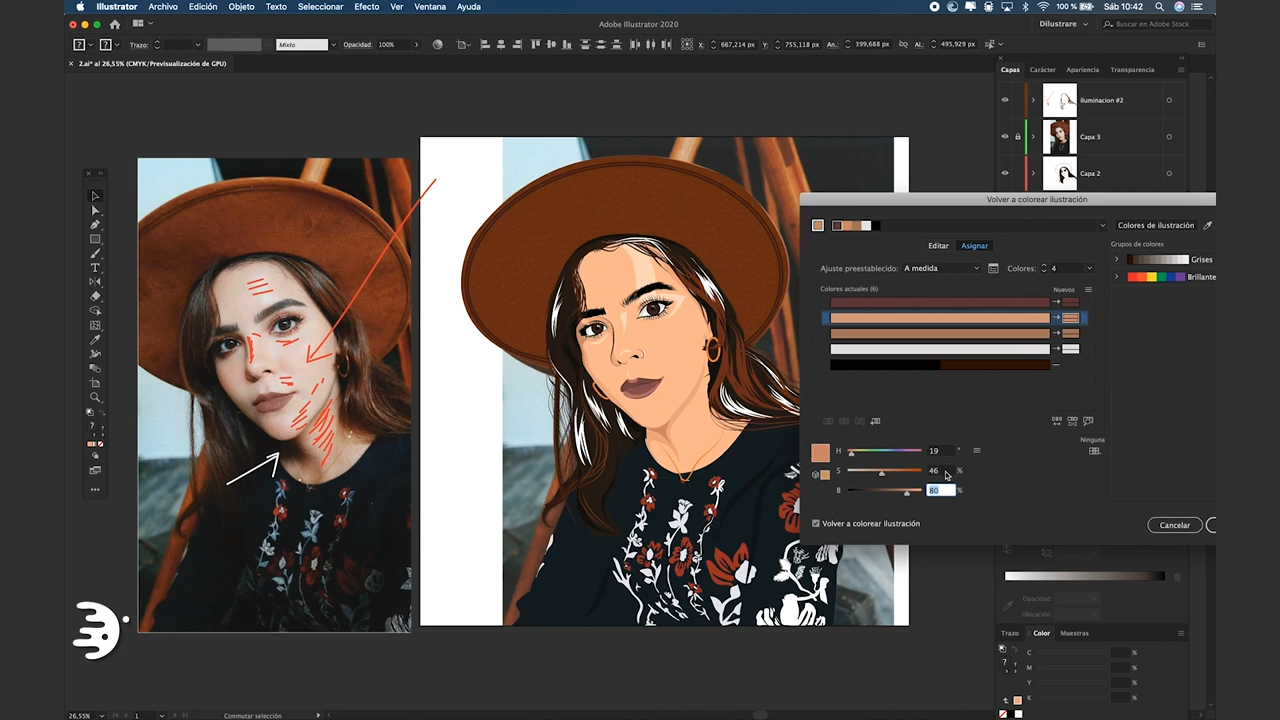 Illustrator Archivo Edición Objeto Texto Seleccionar Efecto Ver Ventana Ayuda 100 % Sáb 10:42
Adobe Illustrator 2020 Dilustrare Buscar en Adobe Stock
Trazo: Mixto Opacidad: 100% X: 667,214 px Y: 755,118 px An.: 399,688 px Al.: 495,929 px
2.ai* al 26,55% (CMYK/Previsualización de GPU)
Capas Carácter Apariencia Transparencia
iluminacion #2
Capa 3
Capa 2
Volver a colorear ilustración
Colores de ilustración
Editar Asignar
Grupos de colores
Grises
Ajuste preestablecido: A medida Colores: 4
Brillante
Colores actuales (6) Nuevos
Ninguna
H 19 °
S 46 %
B 80 %
Volver a colorear ilustración
Cancelar
Opacidad:
Ubicación:
Trazo Color Muestras
C %
M %
Y %
K %
26,55% 1 Conmutar selección